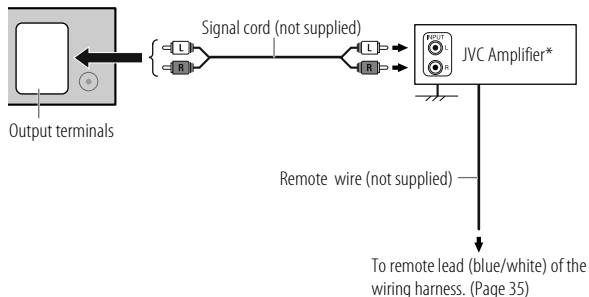 Signal cord (not supplied)
L
R
L
R
INPUT
L
R
JVC Amplifier*
Output terminals
Remote wire (not supplied)
To remote lead (blue/white) of the
wiring harness. (Page 35)